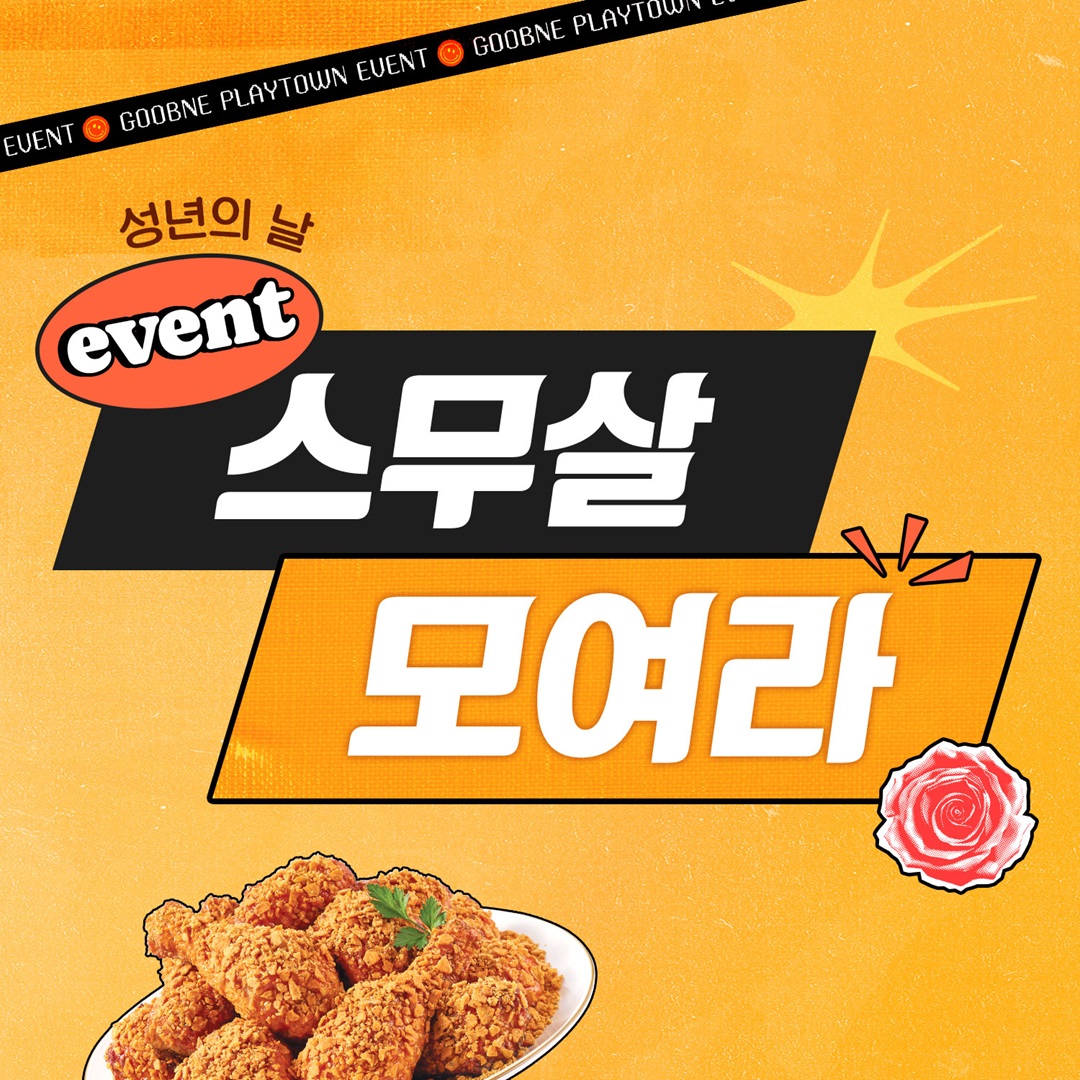 EVENT GOOBNE PLAYTOWN EVENT GOOBNE PLAYTOWN
성년의 날
event
스무살
모여라